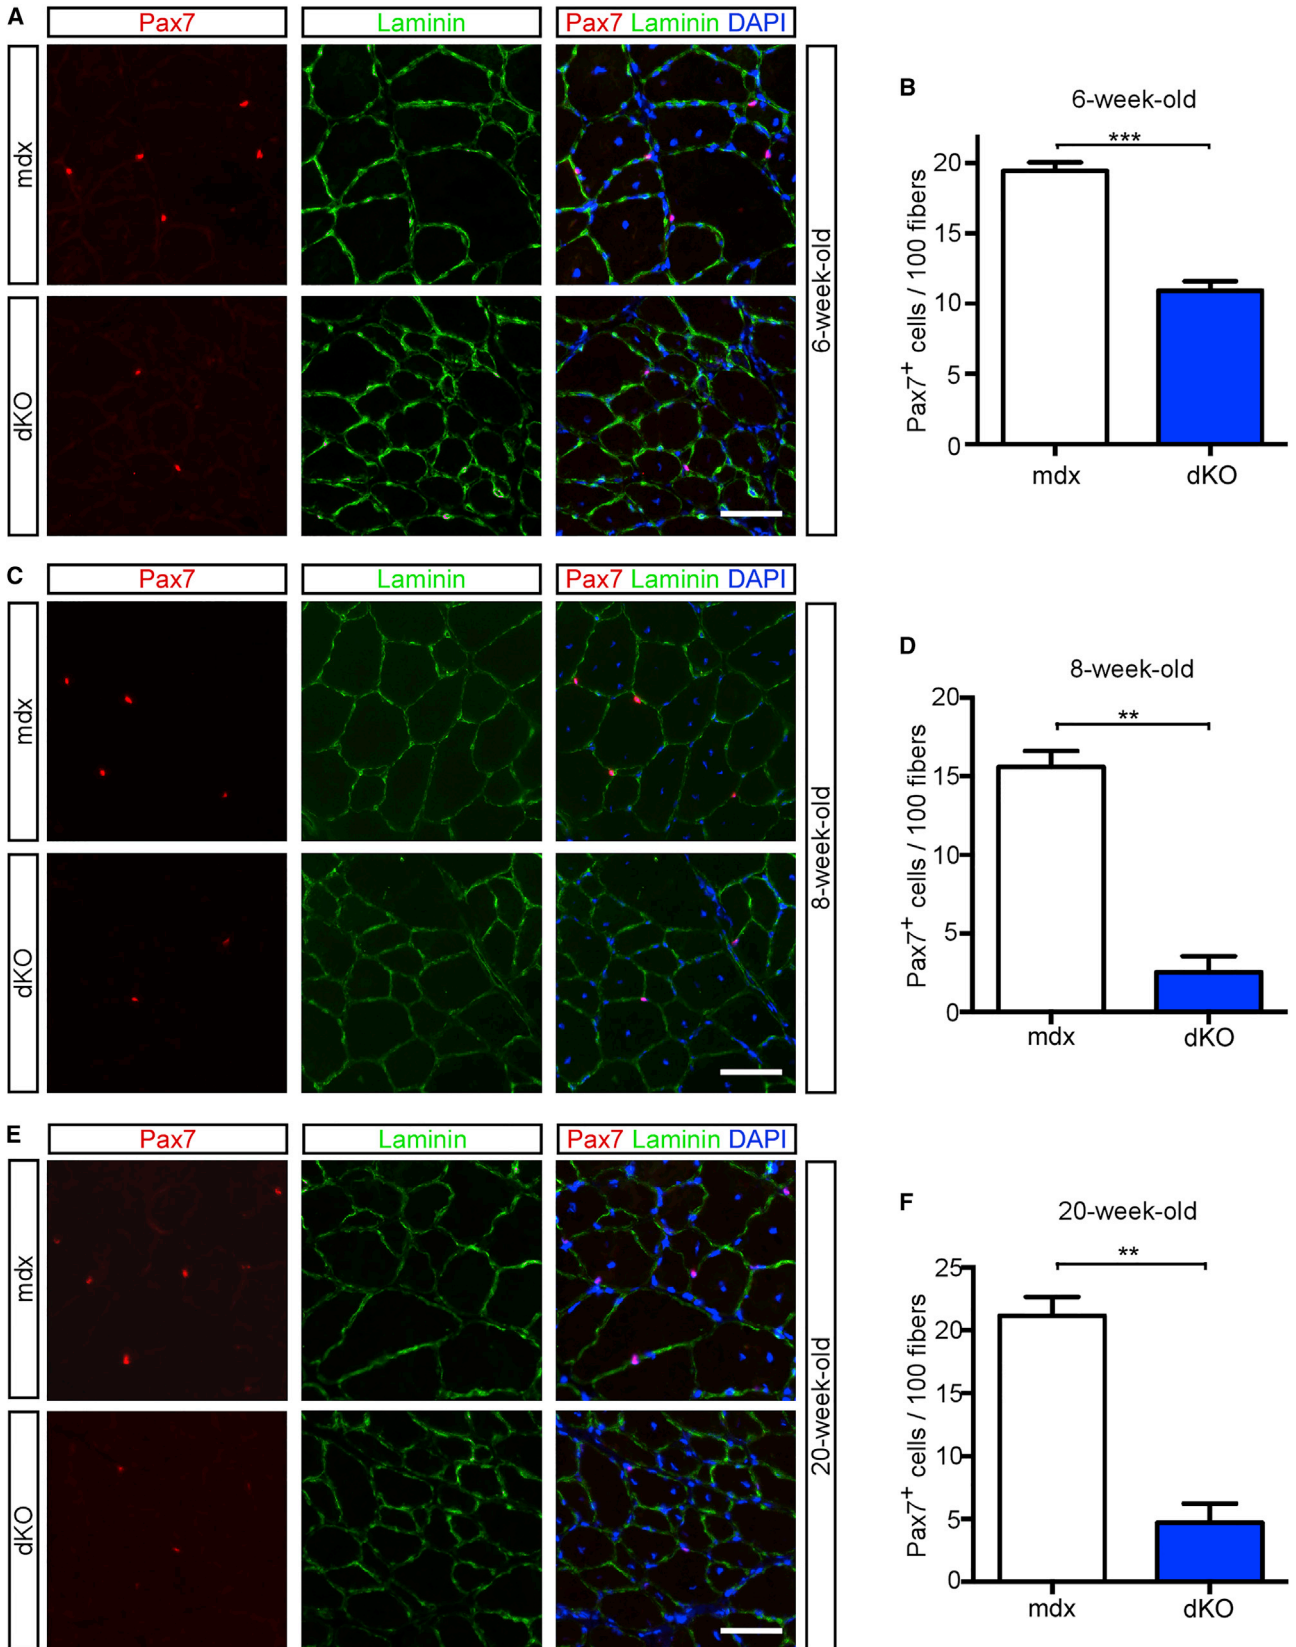 A
Pax7
Laminin
Pax7 Laminin DAPI
mdx
dKO
6-week-old
B
6-week-old
***
Pax7+ cells / 100 fibers
20
15
10
5
0
mdx
dKO
C
Pax7
Laminin
Pax7 Laminin DAPI
mdx
dKO
8-week-old
D
8-week-old
**
Pax7+ cells / 100 fibers
20
15
10
5
0
mdx
dKO
E
Pax7
Laminin
Pax7 Laminin DAPI
mdx
dKO
20-week-old
F
20-week-old
**
Pax7+ cells / 100 fibers
25
20
15
10
5
0
mdx
dKO